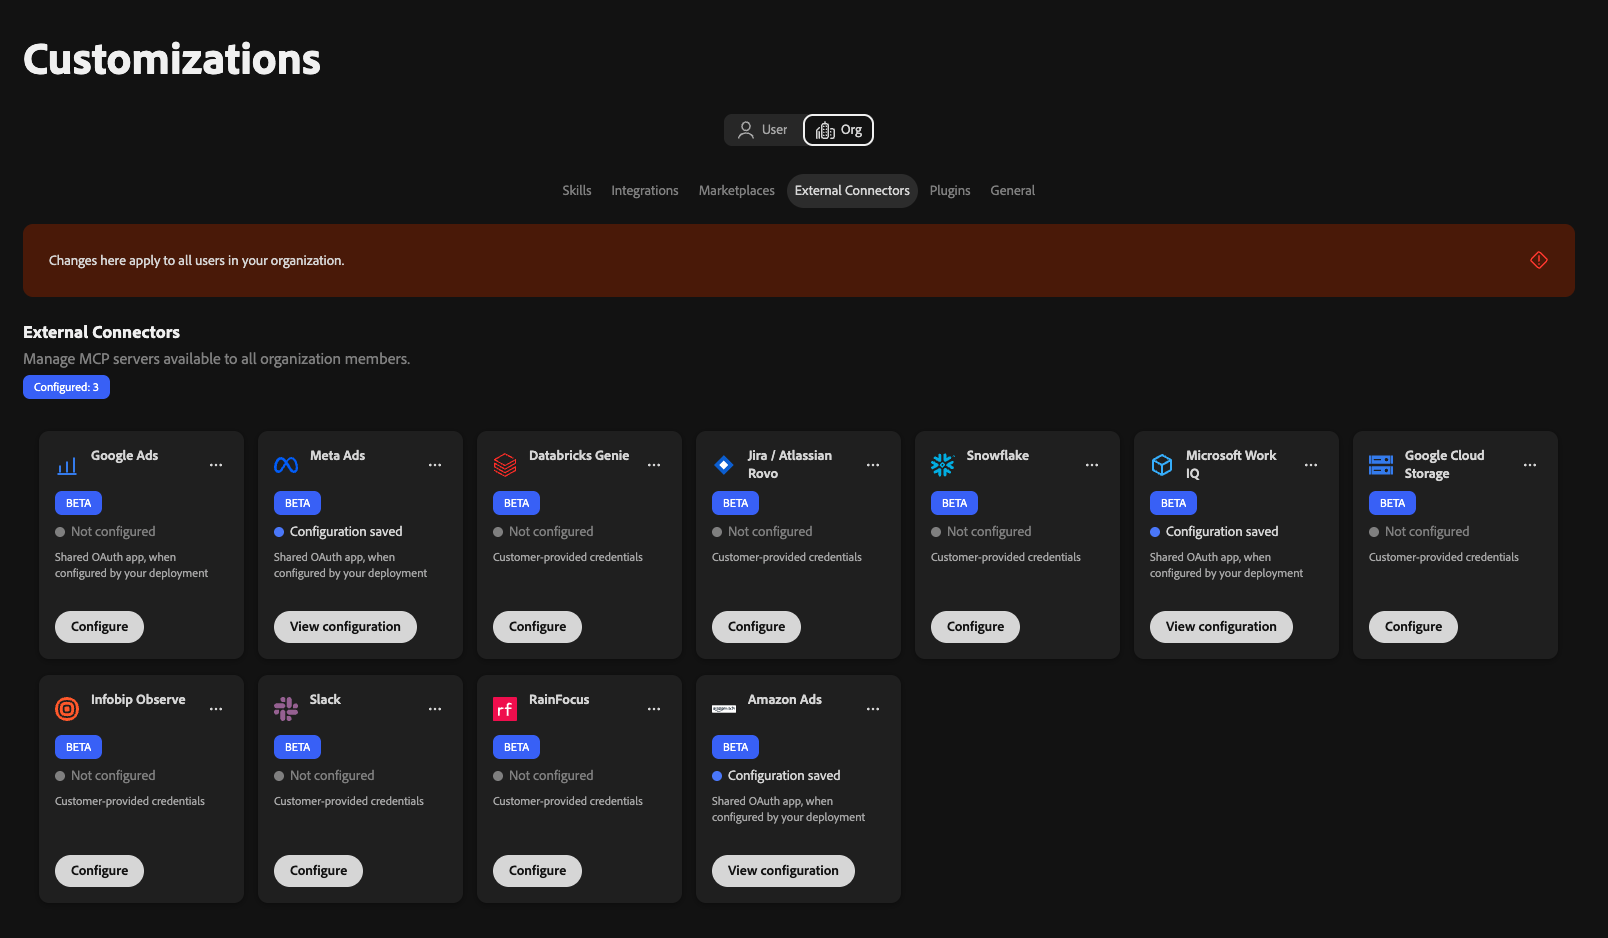 Customizations
User
Org
Skills
Integrations
Marketplaces
External Connectors
Plugins
General
Changes here apply to all users in your organization.
External Connectors
Manage MCP servers available to all organization members.
Configured: 3
Google Ads
BETA
Not configured
Shared OAuth app, when
configured by your deployment
Configure
Meta Ads
BETA
Configuration saved
Shared OAuth app, when
configured by your deployment
View configuration
Databricks Genie
BETA
Not configured
Customer-provided credentials
Configure
Jira / Atlassian
Rovo
BETA
Not configured
Customer-provided credentials
Configure
Snowflake
BETA
Not configured
Customer-provided credentials
Configure
Microsoft Work
IQ
BETA
Configuration saved
Shared OAuth app, when
configured by your deployment
View configuration
Google Cloud
Storage
BETA
Not configured
Customer-provided credentials
Configure
Infobip Observe
BETA
Not configured
Customer-provided credentials
Configure
Slack
BETA
Not configured
Customer-provided credentials
Configure
rf
RainFocus
BETA
Not configured
Customer-provided credentials
Configure
Amazon Ads
BETA
Configuration saved
Shared OAuth app, when
configured by your deployment
View configuration